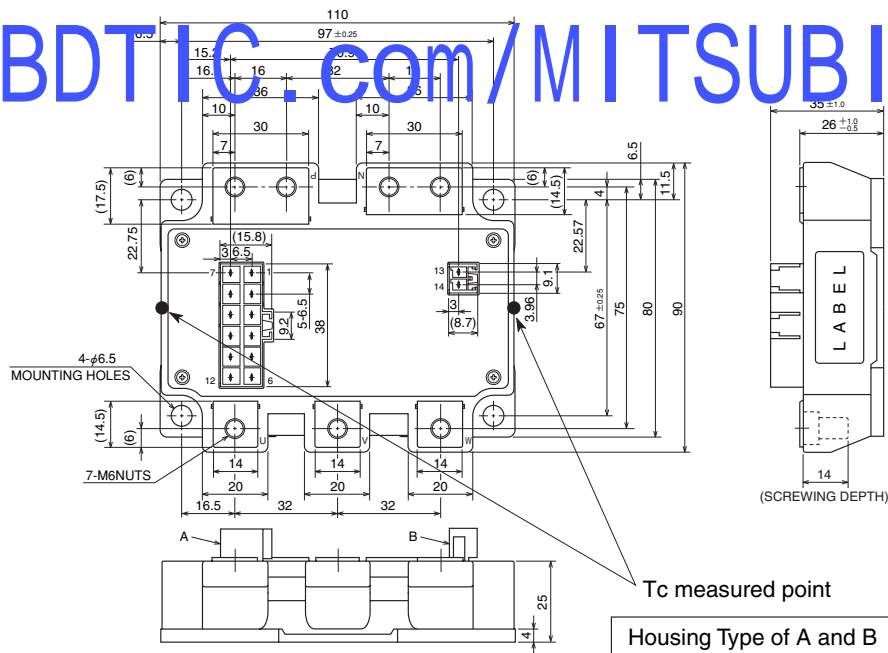 110
97 ±0.25
BDTIC.com/MITSUBI
16 32
36
10 10
30 30
7 7
35 ±1.0
26 +1.0 -0.5
6.5
11.5
(6) (6)
(17.5) (14.5)
4
P N
22.75
22.57
(15.8)
3 6.5
7 1
13
14
5-6.5
9.2
38
3
(8.7)
9.1
3.96
67 ±0.25
75
80
90
LABEL
12 6
4-ϕ6.5
MOUNTING HOLES
(14.5)
(6)
U V W
7-M6NUTS
14 14 14
20 20 20
16.5 32 32
14
(SCREWING DEPTH)
A B
25
4
Tc measured point
Housing Type of A and B